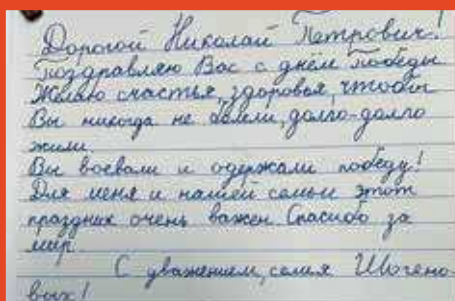 Дорогой Николай Петрович!
Поздравляю Вас с днём Победы
Желаю счастья, здоровья, чтобы
Вы никогда не болели, долго-долго
жили.
Вы воевали и одержали победу!
Для меня и нашей семьи этот
праздник очень важен. Спасибо за
мир.
С уважением, семья Шогено-
вых!